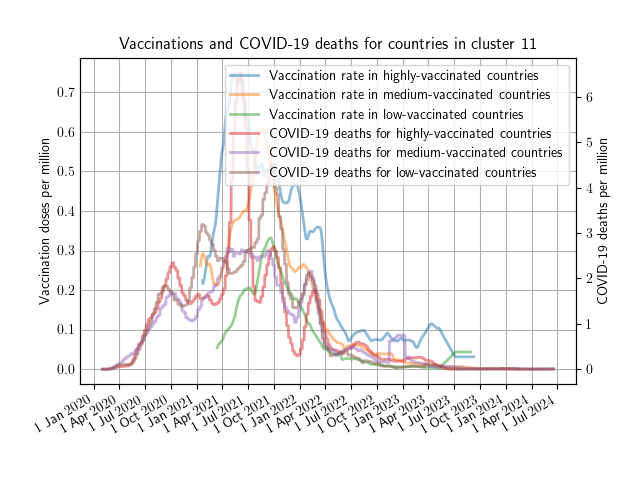 Vaccinations and COVID-19 deaths for countries in cluster 11
Vaccination rate in highly-vaccinated countries
Vaccination rate in medium-vaccinated countries
Vaccination rate in low-vaccinated countries
COVID-19 deaths for highly-vaccinated countries
COVID-19 deaths for medium-vaccinated countries
COVID-19 deaths for low-vaccinated countries
Vaccination doses per million
0.7
0.6
0.5
0.4
0.3
0.2
0.1
0.0
COVID-19 deaths per million
6
5
4
3
2
1
0
1 Jan 2020
1 Apr 2020
1 Jul 2020
1 Oct 2020
1 Jan 2021
1 Apr 2021
1 Jul 2021
1 Oct 2021
1 Jan 2022
1 Apr 2022
1 Jul 2022
1 Oct 2022
1 Jan 2023
1 Apr 2023
1 Jul 2023
1 Oct 2023
1 Jan 2024
1 Apr 2024
1 Jul 2024